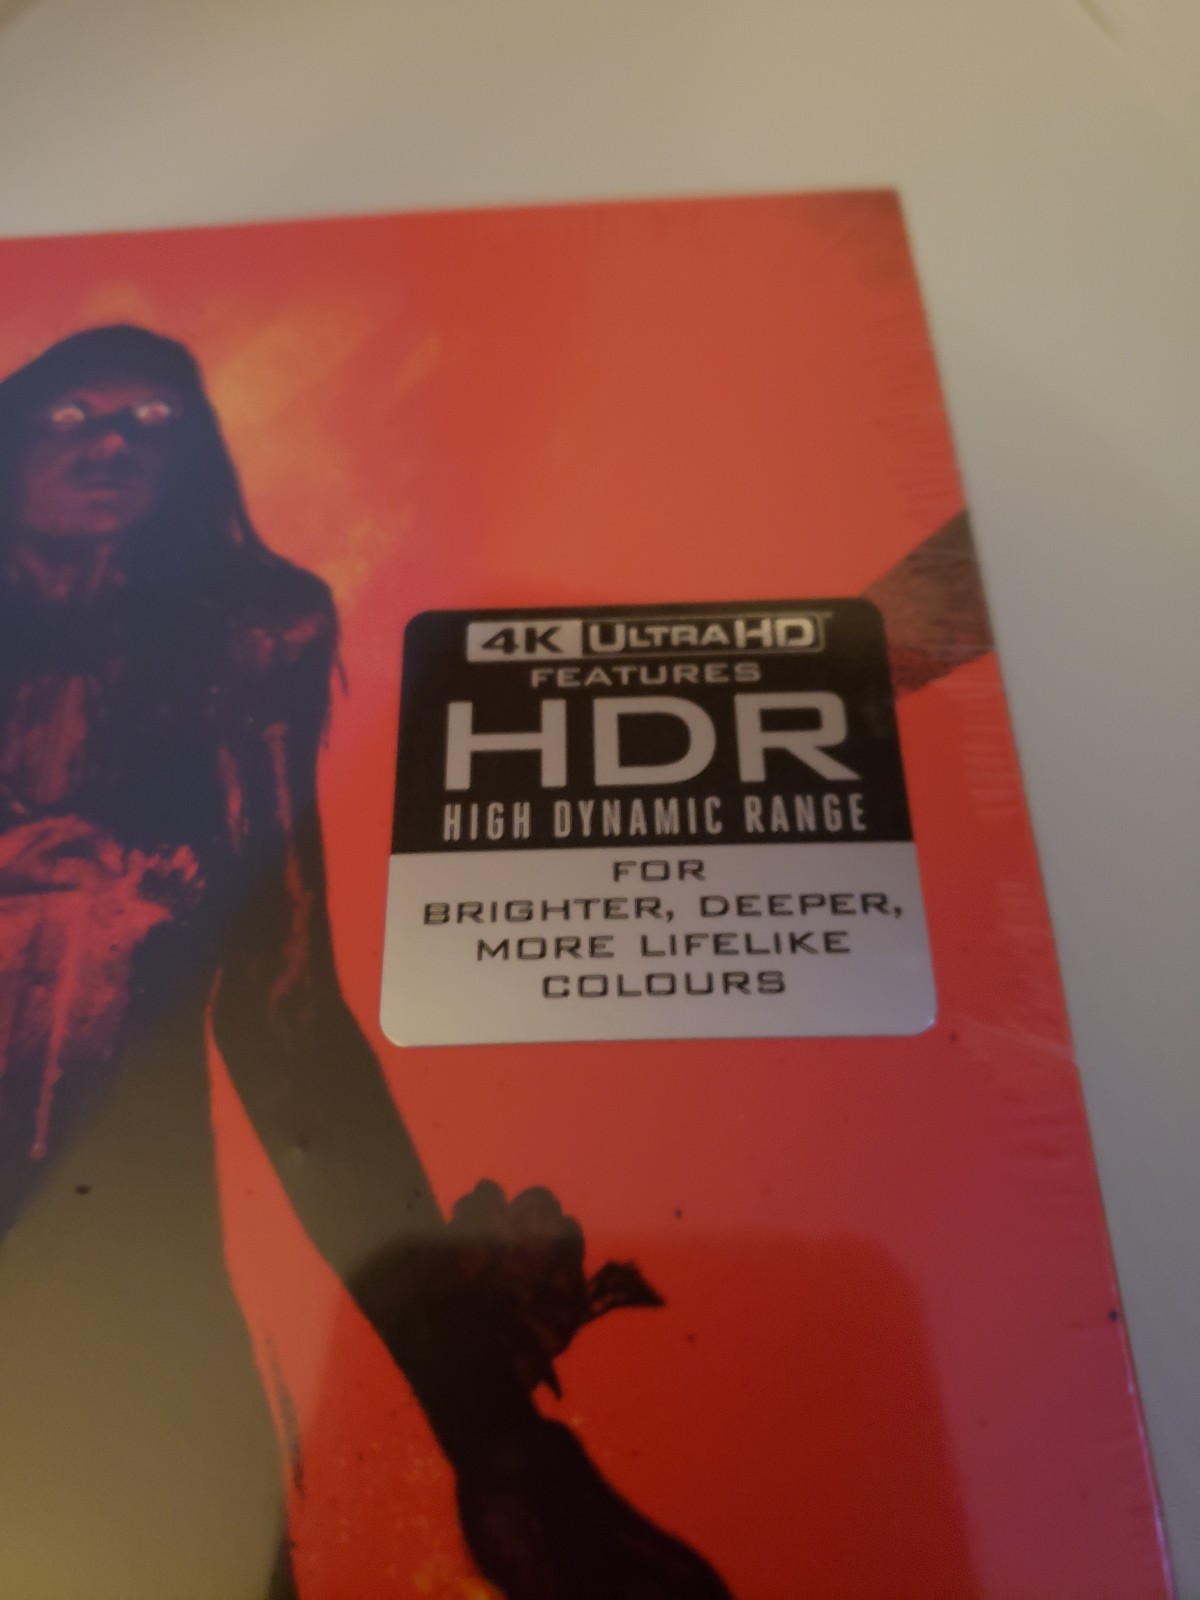 4K ULTRAHD
FEATURES
HDR
HIGH DYNAMIC RANGE
FOR
BRIGHTER, DEEPER,
MORE LIFELIKE
COLOURS